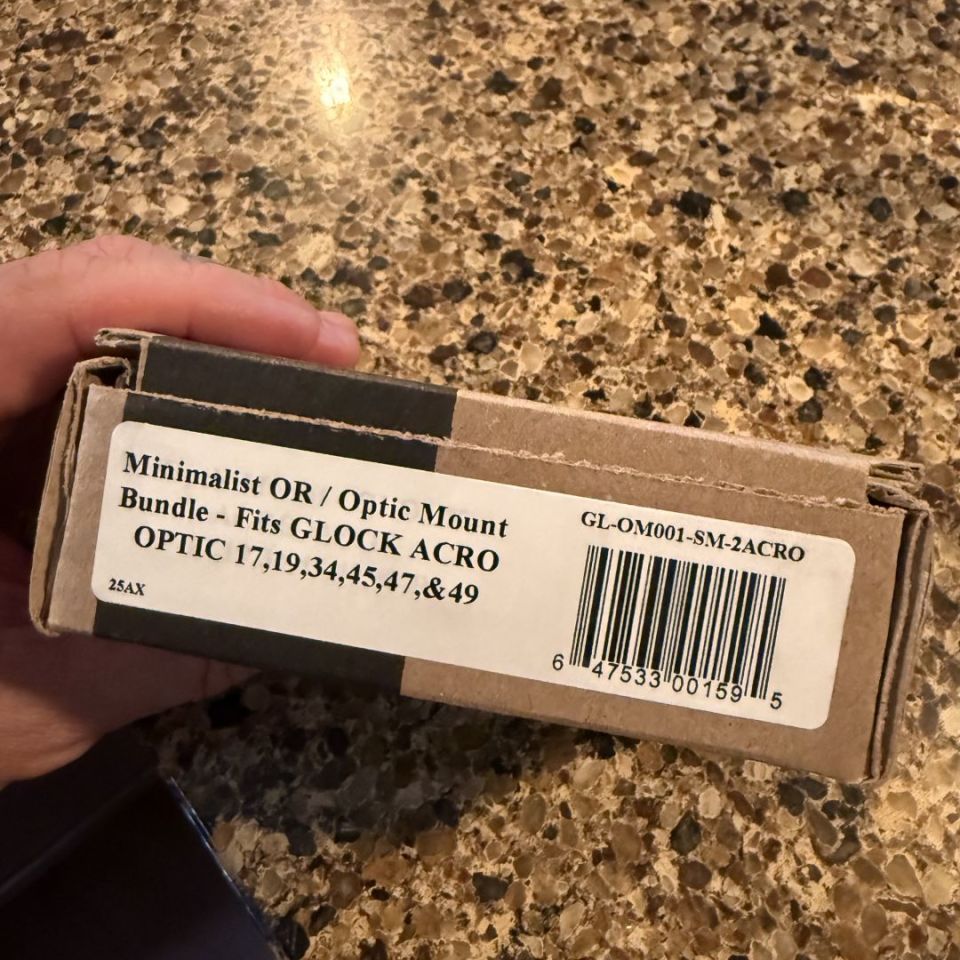 Minimalist OR / Optic Mount
Bundle - Fits GLOCK ACRO
OPTIC 17,19,34,45,47,&49
25AX
GL-OM001-SM-2ACRO
6 47533 00159 5